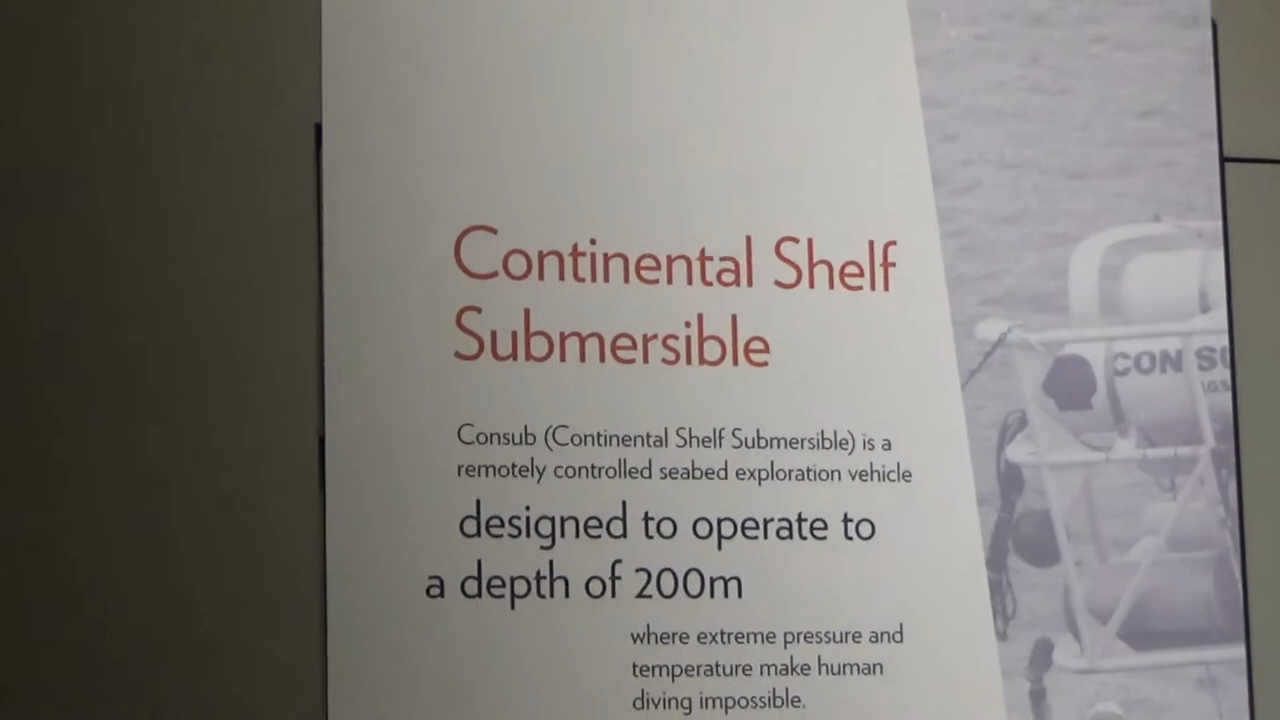 Continental Shelf
Submersible
Consub (Continental Shelf Submersible) is a
remotely controlled seabed exploration vehicle
designed to operate to
a depth of 200m
where extreme pressure and
temperature make human
diving impossible.
CON SU